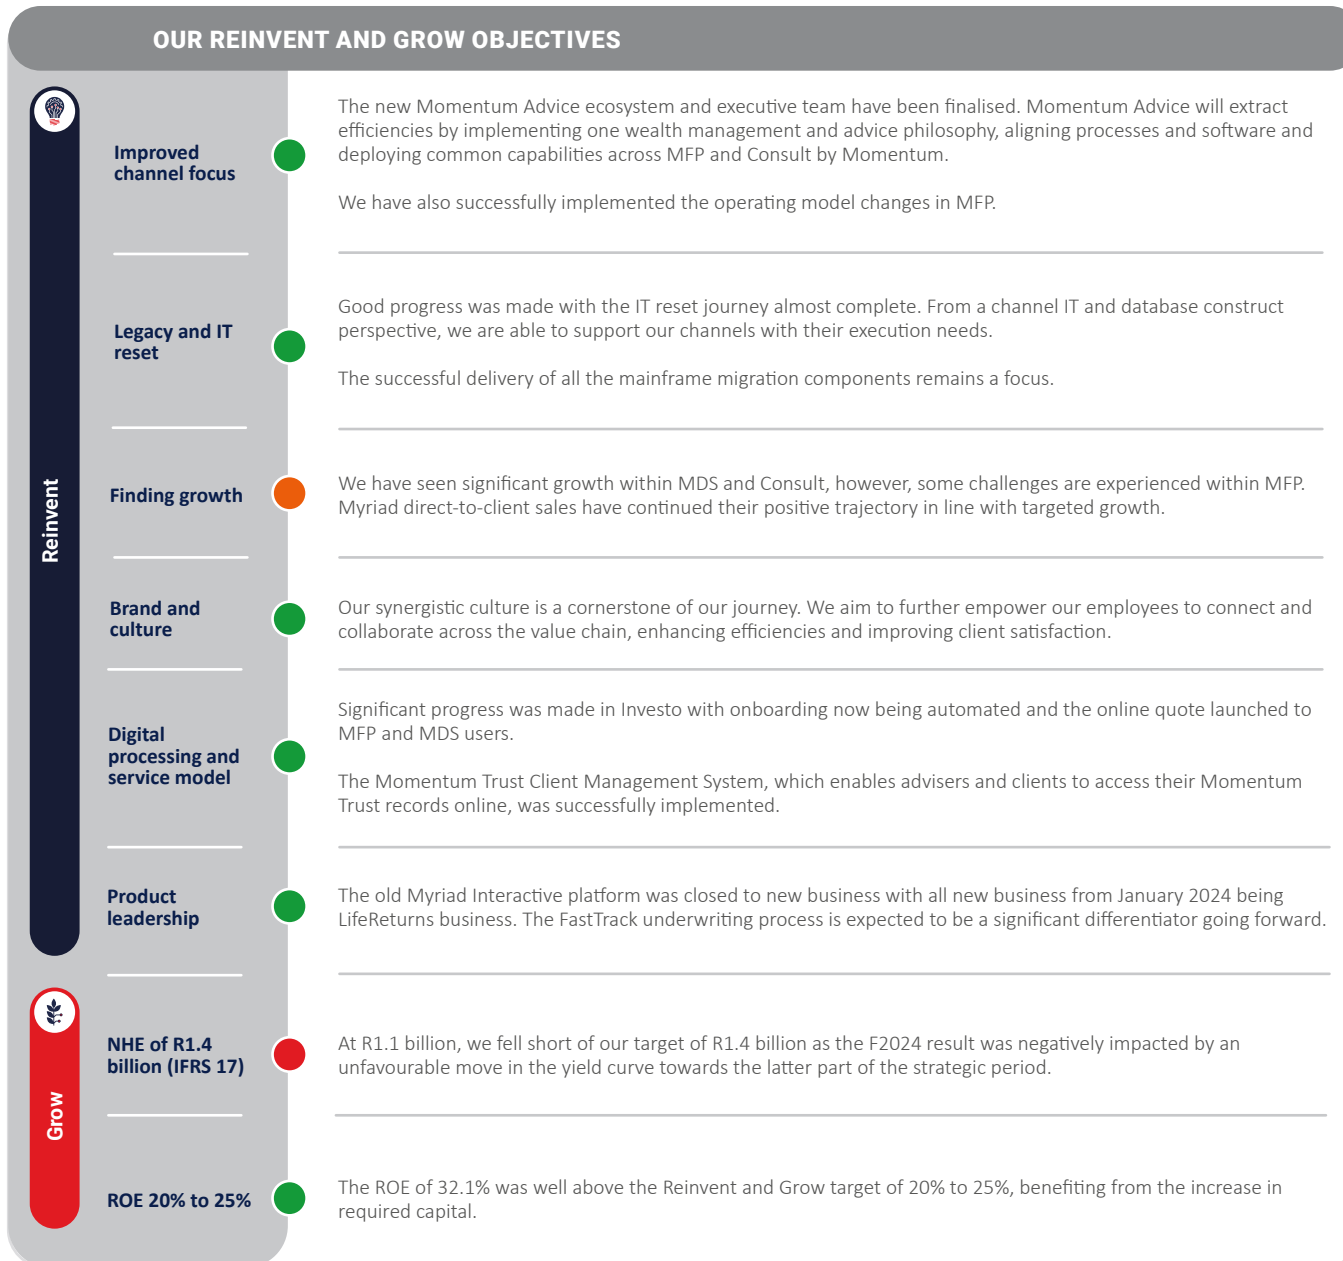 OUR REINVENT AND GROW OBJECTIVES
Reinvent
Improved
channel focus
The new Momentum Advice ecosystem and executive team have been finalised. Momentum Advice will extract
efficiencies by implementing one wealth management and advice philosophy, aligning processes and software and
deploying common capabilities across MFP and Consult by Momentum.
We have also successfully implemented the operating model changes in MFP.
Legacy and IT
reset
Good progress was made with the IT reset journey almost complete. From a channel IT and database construct
perspective, we are able to support our channels with their execution needs.
The successful delivery of all the mainframe migration components remains a focus.
Finding growth
We have seen significant growth within MDS and Consult, however, some challenges are experienced within MFP.
Myriad direct-to-client sales have continued their positive trajectory in line with targeted growth.
Brand and
culture
Our synergistic culture is a cornerstone of our journey. We aim to further empower our employees to connect and
collaborate across the value chain, enhancing efficiencies and improving client satisfaction.
Digital
processing and
service model
Significant progress was made in Investo with onboarding now being automated and the online quote launched to
MFP and MDS users.
The Momentum Trust Client Management System, which enables advisers and clients to access their Momentum
Trust records online, was successfully implemented.
Product
leadership
The old Myriad Interactive platform was closed to new business with all new business from January 2024 being
LifeReturns business. The FastTrack underwriting process is expected to be a significant differentiator going forward.
Grow
NHE of R1.4
billion (IFRS 17)
At R1.1 billion, we fell short of our target of R1.4 billion as the F2024 result was negatively impacted by an
unfavourable move in the yield curve towards the latter part of the strategic period.
ROE 20% to 25%
The ROE of 32.1% was well above the Reinvent and Grow target of 20% to 25%, benefiting from the increase in
required capital.